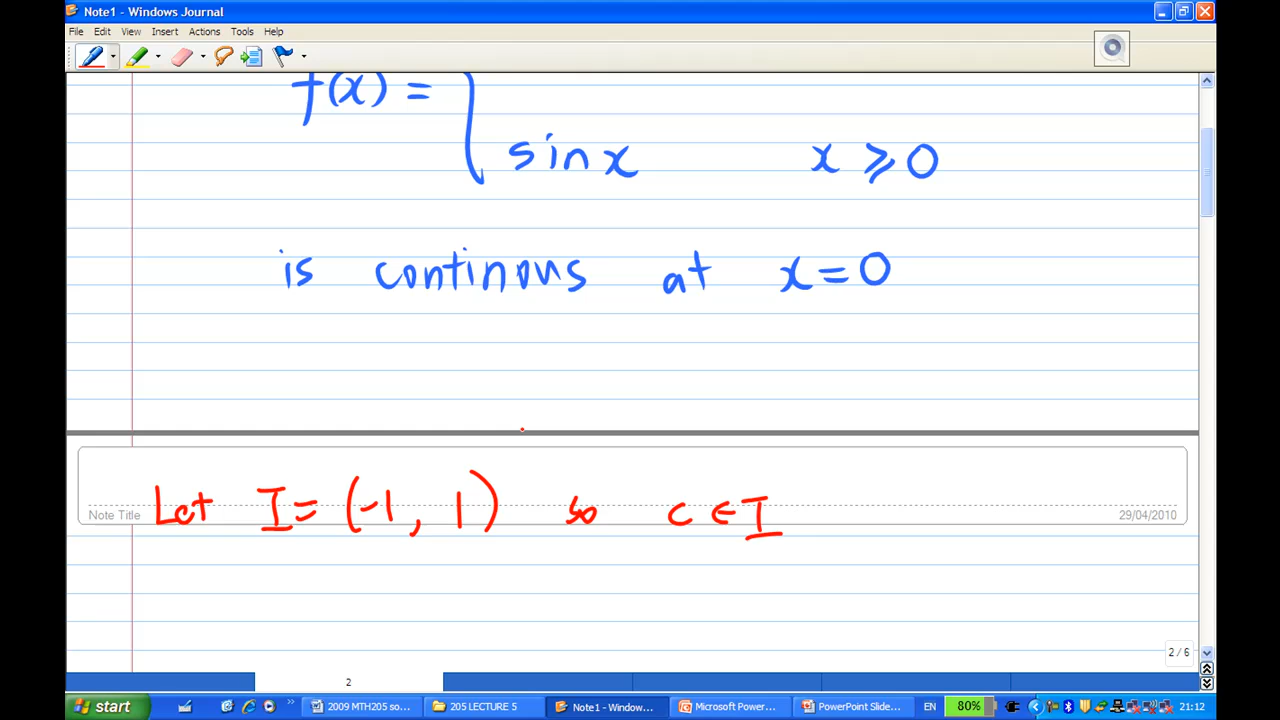 Note1 - Windows Journal
File Edit View Insert Actions Tools Help
f(x) =
sin x x ⩾ 0
is continous at x = 0
Let I = (-1, 1) so c ∈ I
Note Title
29/04/2010
2 / 6
2
start
2009 MTH205 so...
205 LECTURE 5
Note1 - Window...
Microsoft Power...
PowerPoint Slide...
EN
80%
21:12